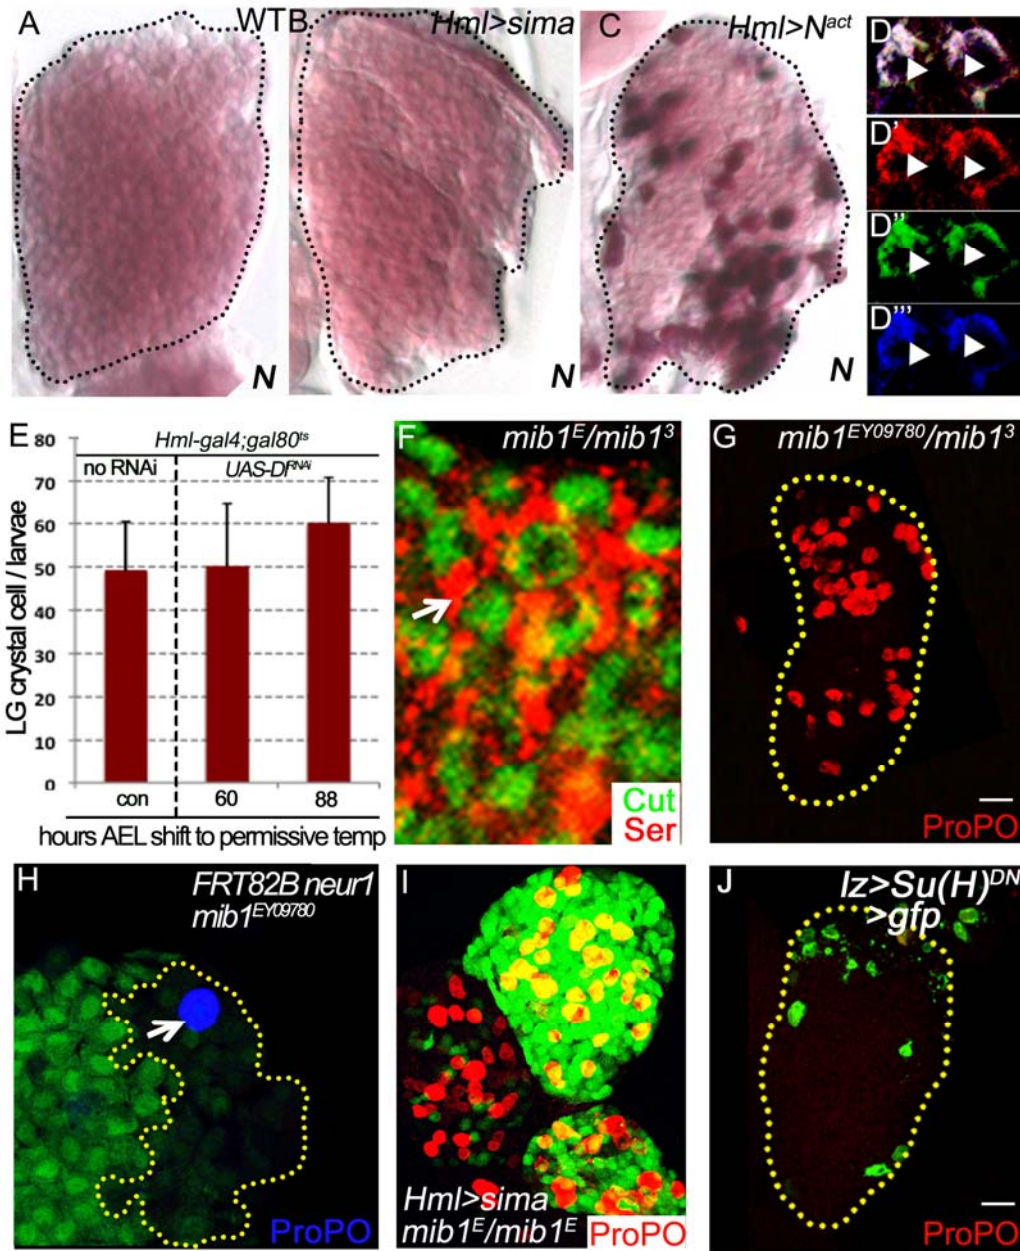 A WT
B Hml>sima
C Hml>N^act
D
D'
D''
D'''
N
N
N
E
80
70
60
50
40
30
20
10
0
LG crystal cell / larvae
Hml-gal4;gal80^ts
no RNAi
UAS-Dl^RNAi
con 60 88
hours AEL shift to permissive temp
F mib1^E/mib1^3
Cut
Ser
G mib1^EY09780/mib1^3
ProPO
H FRT82B neur1
mib1^EY09780
ProPO
I
Hml>sima
mib1^E/mib1^E
ProPO
J lz>Su(H)^DN
>gfp
ProPO